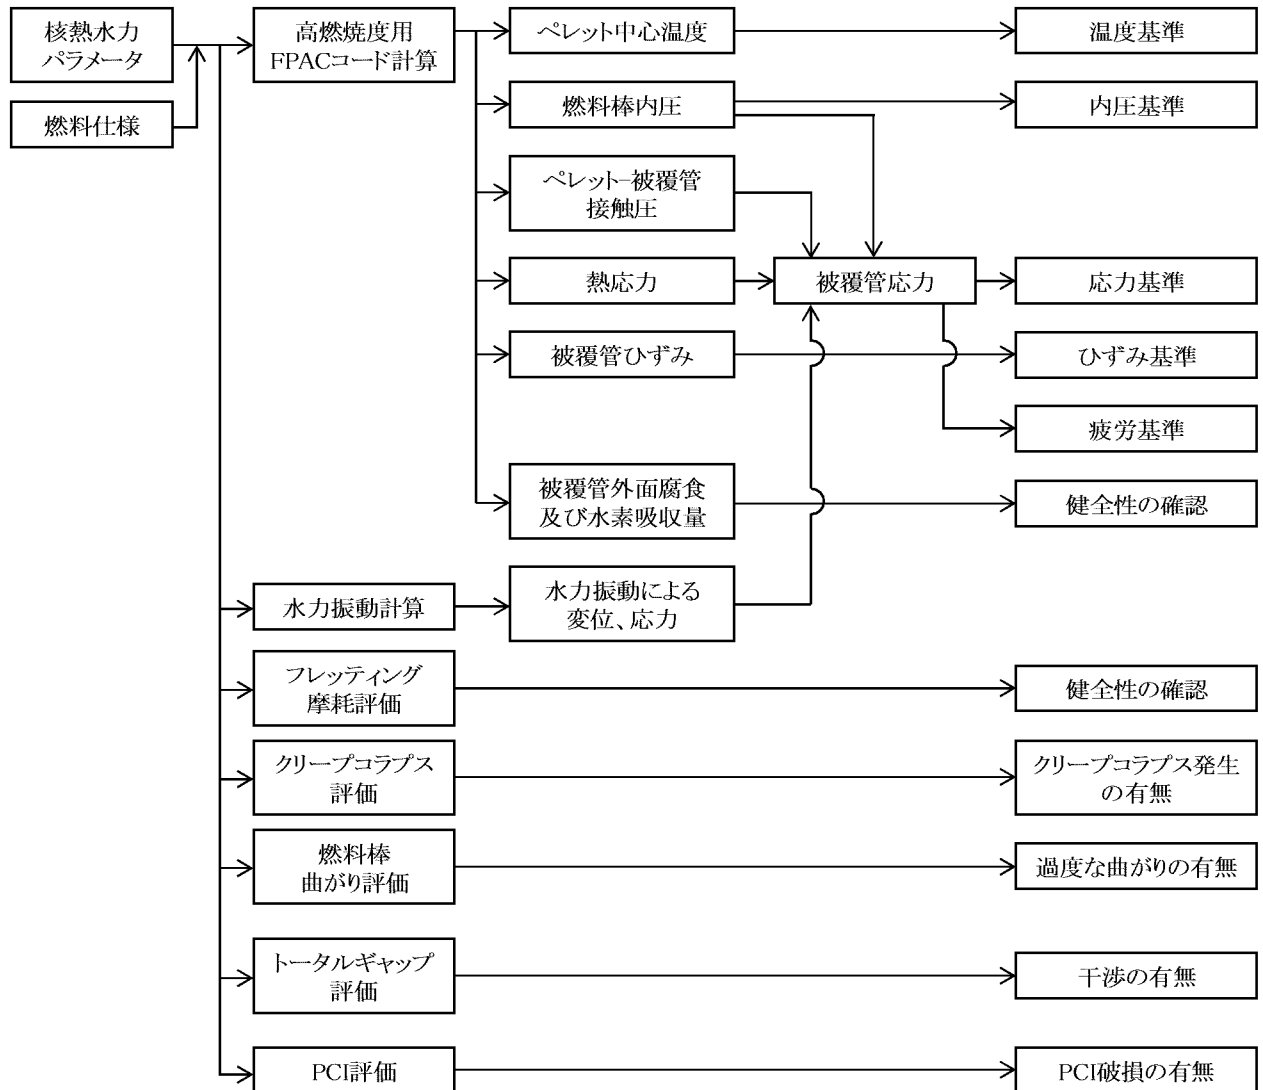 核熱水力
パラメータ
燃料仕様
高燃焼度用
FPACコード計算
ペレット中心温度
温度基準
燃料棒内圧
内圧基準
ペレット−被覆管
接触圧
熱応力
被覆管応力
応力基準
被覆管ひずみ
ひずみ基準
疲労基準
被覆管外面腐食
及び水素吸収量
健全性の確認
水力振動計算
水力振動による
変位、応力
フレッティング
摩耗評価
健全性の確認
クリープコラプス
評価
クリープコラプス発生
の有無
燃料棒
曲がり評価
過度な曲がりの有無
トータルギャップ
評価
干渉の有無
PCI評価
PCI破損の有無